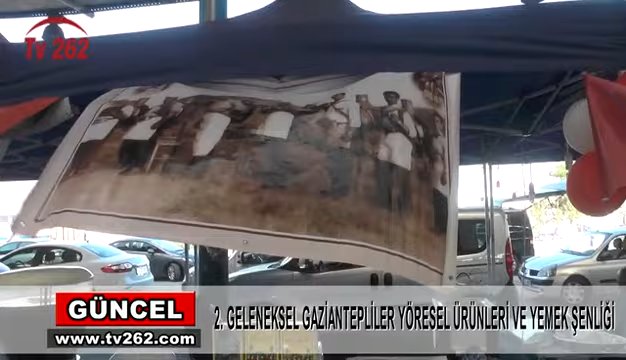 Tv 262
GÜNCEL
www.tv262.com
2. GELENEKSEL GAZİANTEPLİLER YÖRESEL ÜRÜNLERİ VE YEMEK ŞENLİĞİ